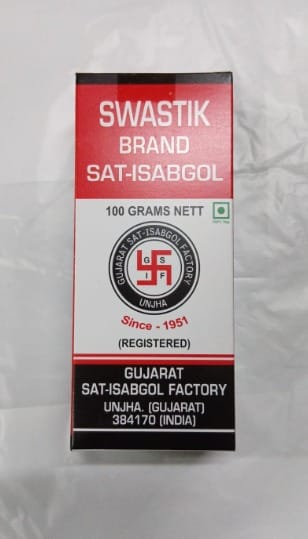 SWASTIK
BRAND
SAT-ISABGOL
100 GRAMS NETT
GUJARAT SAT-ISABGOL FACTORY
G S
I F
UNJHA
Since - 1951
(REGISTERED)
GUJARAT
SAT-ISABGOL FACTORY
UNJHA. (GUJARAT)
384170 (INDIA)